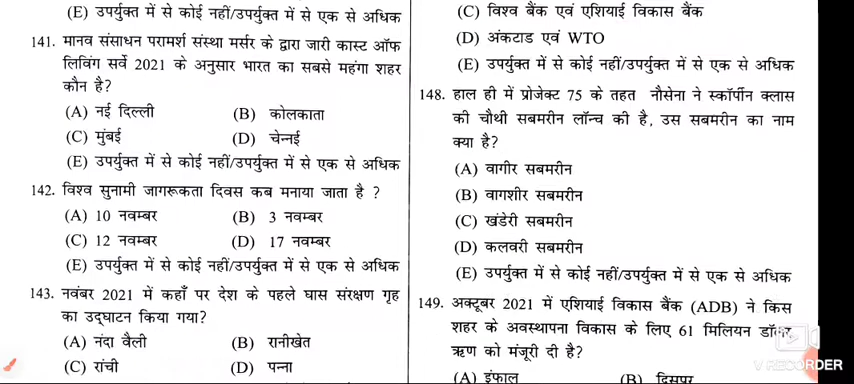 (E) उपर्युक्त में से कोई नहीं/उपर्युक्त में से एक से अधिक
141. मानव संसाधन परामर्श संस्था मर्सर के द्वारा जारी कास्ट ऑफ
लिविंग सर्वे 2021 के अनुसार भारत का सबसे महंगा शहर
कौन है?
(A) नई दिल्ली (B) कोलकाता
(C) मुंबई (D) चेन्नई
(E) उपर्युक्त में से कोई नहीं/उपर्युक्त में से एक से अधिक
142. विश्व सुनामी जागरूकता दिवस कब मनाया जाता है ?
(A) 10 नवम्बर (B) 3 नवम्बर
(C) 12 नवम्बर (D) 17 नवम्बर
(E) उपर्युक्त में से कोई नहीं/उपर्युक्त में से एक से अधिक
143. नवंबर 2021 में कहाँ पर देश के पहले घास संरक्षण गृह
का उद्घाटन किया गया?
(A) नंदा वैली (B) रानीखेत
(C) रांची (D) पन्ना
(C) विश्व बैंक एवं एशियाई विकास बैंक
(D) अंकटाड एवं WTO
(E) उपर्युक्त में से कोई नहीं/उपर्युक्त में से एक से अधिक
148. हाल ही में प्रोजेक्ट 75 के तहत नौसेना ने स्कॉर्पीन क्लास
की चौथी सबमरीन लॉन्च की है, उस सबमरीन का नाम
क्या है?
(A) वागीर सबमरीन
(B) वागशीर सबमरीन
(C) खंडेरी सबमरीन
(D) कलवरी सबमरीन
(E) उपर्युक्त में से कोई नहीं/उपर्युक्त में से एक से अधिक
149. अक्टूबर 2021 में एशियाई विकास बैंक (ADB) ने किस
शहर के अवस्थापना विकास के लिए 61 मिलियन डॉलर
ऋण को मंजूरी दी है?
(A) इंफाल (B) दिसपुर
V RECORDER